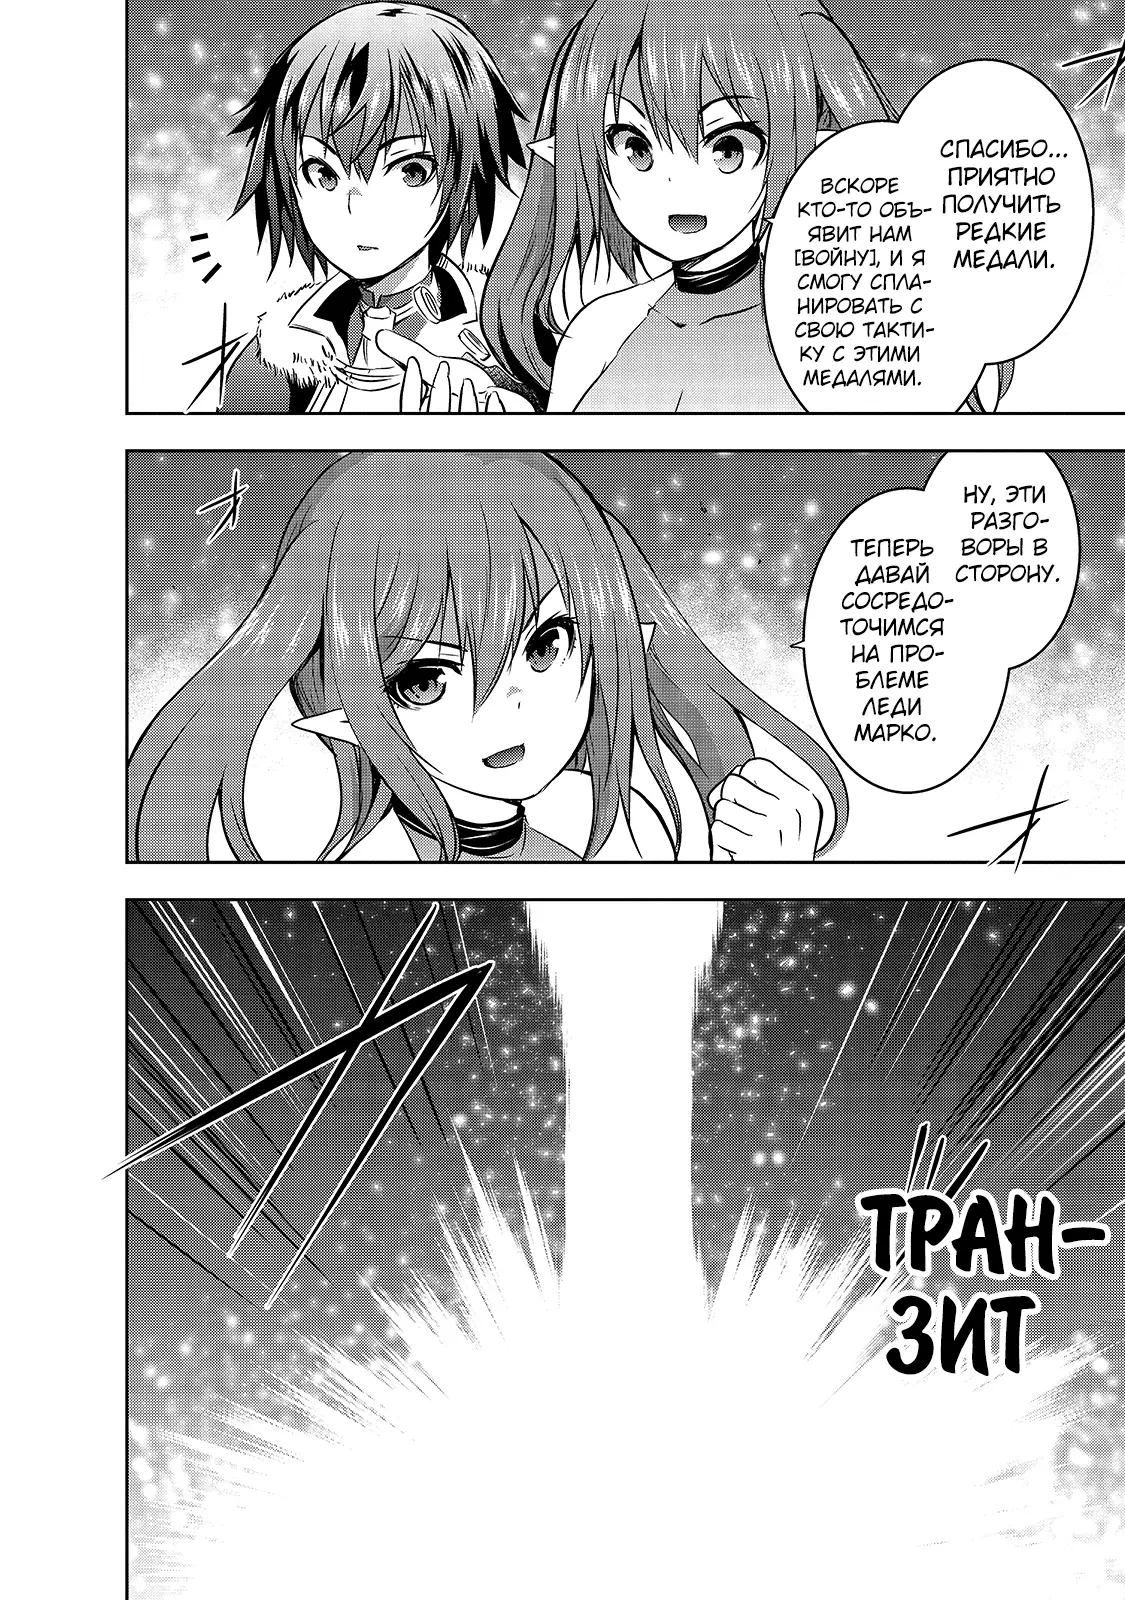 СПАСИБО...
ПРИЯТНО
ПОЛУЧИТЬ
РЕДКИЕ
МЕДАЛИ.
ВСКОРЕ
КТО-ТО ОБЪ-
ЯВИТ НАМ
[ВОЙНУ], И Я
СМОГУ СПЛА-
НИРОВАТЬ С
СВОЮ ТАКТИ-
КУ С ЭТИМИ
МЕДАЛЯМИ.
НУ, ЭТИ
РАЗГО-
ВОРЫ В
СТОРОНУ.
ТЕПЕРЬ
ДАВАЙ
СОСРЕДО-
ТОЧИМСЯ
НА ПРО-
БЛЕМЕ
ЛЕДИ
МАРКО.
ТРАН-
ЗИТ